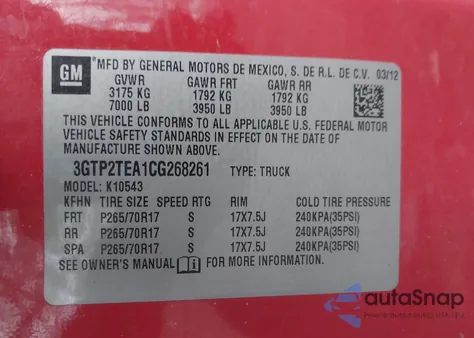 GM
MFG BY GENERAL MOTORS DE MEXICO, S. DE R.L. DE C.V. 03/12
GVWR GAWR FRT GAWR RR
3175 KG 1792 KG 1792 KG
7000 LB 3950 LB 3950 LB
THIS VEHICLE CONFORMS TO ALL APPLICABLE U.S. FEDERAL MOTOR
VEHICLE SAFETY STANDARDS IN EFFECT ON THE DATE OF
MANUFACTURE SHOWN ABOVE.
3GTP2TEA1CG268261 TYPE: TRUCK
MODEL: K10543
KFHN TIRE SIZE SPEED RTG RIM COLD TIRE PRESSURE
FRT P265/70R17 S 17X7.5J 240KPA(35PSI)
RR P265/70R17 S 17X7.5J 240KPA(35PSI)
SPA P265/70R17 S 17X7.5J 240KPA(35PSI)
SEE OWNER'S MANUAL FOR MORE INFORMATION.
autoSnap